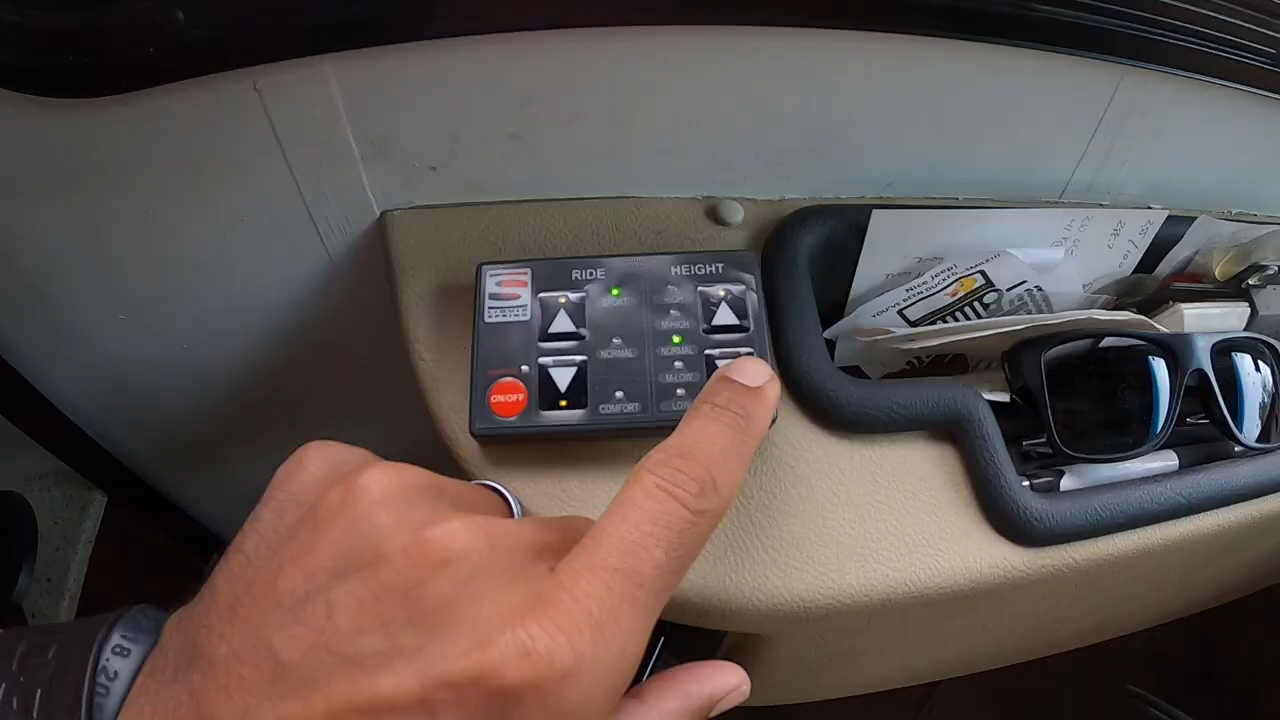 RIDE
HEIGHT
LIQUID
SPRING
SPORT
HIGH
M-HIGH
NORMAL
NORMAL
M-LOW
ON/OFF
COMFORT
LOW
Nice Jeep!
YOU'VE BEEN DUCKED...SMILE!!!
18.20